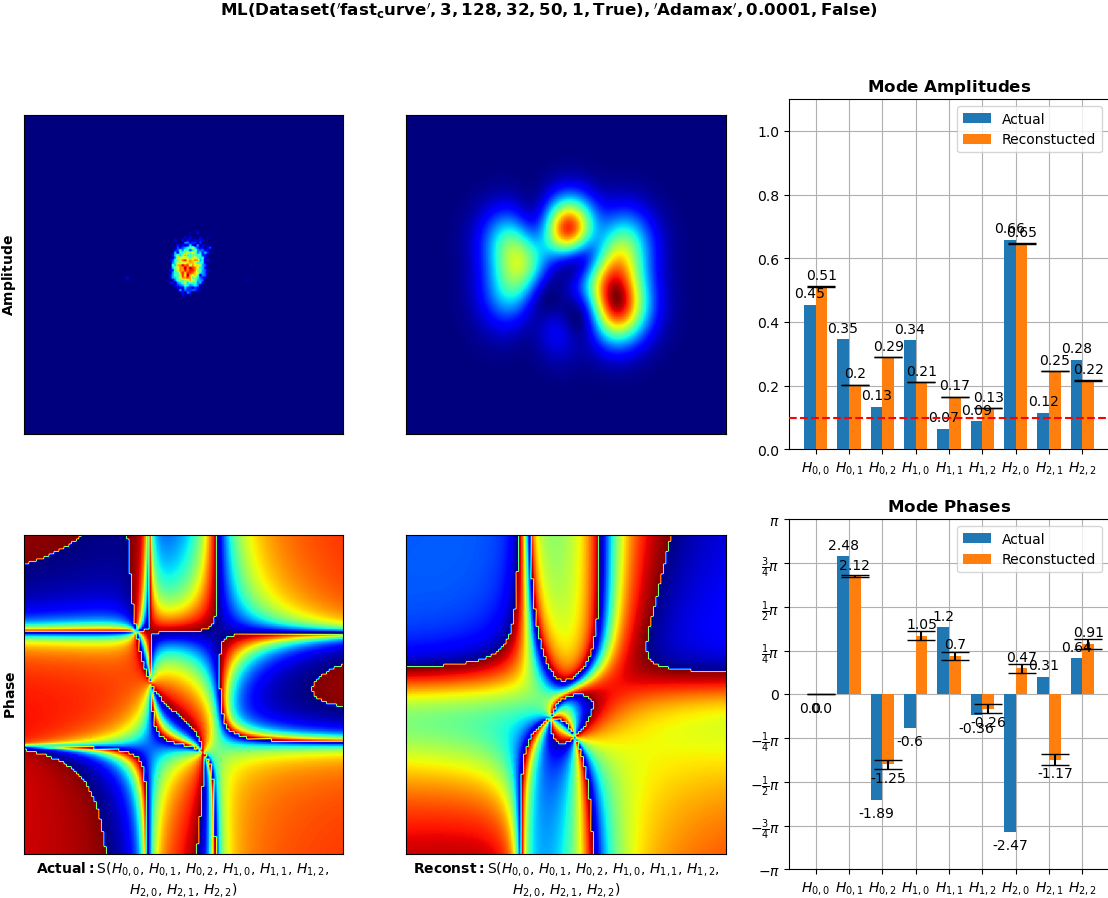 ML(Dataset('fast_curve', 3, 128, 32, 50, 1, True), 'Adamax', 0.0001, False)
Amplitude
Mode Amplitudes
Actual
Reconstucted
1.0
0.8
0.6
0.4
0.2
0.0
0.45
0.51
0.35
0.2
0.13
0.29
0.34
0.21
0.07
0.17
0.09
0.13
0.66
0.65
0.12
0.25
0.28
0.22
H0,0 H0,1 H0,2 H1,0 H1,1 H1,2 H2,0 H2,1 H2,2
Phase
Actual: S(H0,0, H0,1, H0,2, H1,0, H1,1, H1,2,
H2,0, H2,1, H2,2)
Reconst: S(H0,0, H0,1, H0,2, H1,0, H1,1, H1,2,
H2,0, H2,1, H2,2)
Mode Phases
Actual
Reconstucted
π
3/4π
1/2π
1/4π
0
−1/4π
−1/2π
−3/4π
−π
0.0
0.0
2.48
2.12
-1.89
-1.25
-0.6
1.05
1.2
0.7
-0.36
-0.26
-2.47
0.47
0.31
-1.17
0.64
0.91
H0,0 H0,1 H0,2 H1,0 H1,1 H1,2 H2,0 H2,1 H2,2